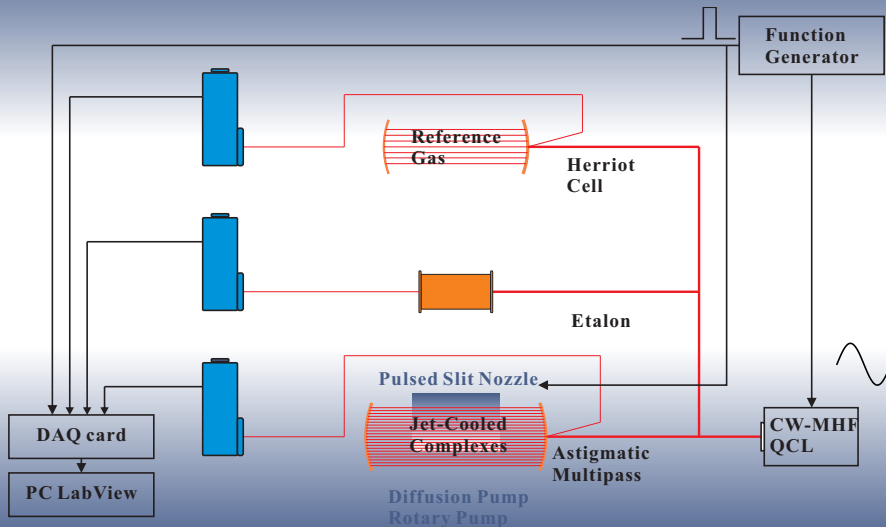 Function
Generator
Reference
Gas
Herriot
Cell
Etalon
Pulsed Slit Nozzle
Jet-Cooled
Complexes
Astigmatic
Multipass
CW-MHF
QCL
DAQ card
PC LabView
Diffusion Pump
Rotary Pump